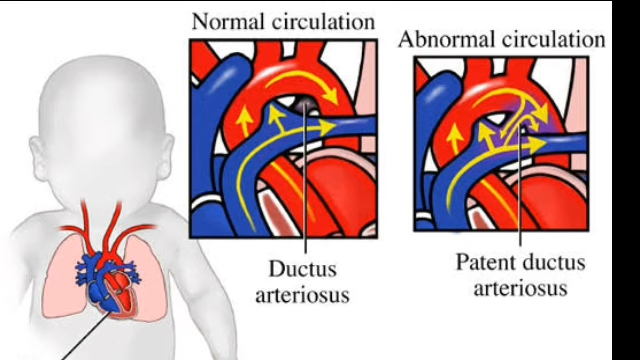 Normal circulation
Abnormal circulation
Ductus
arteriosus
Patent ductus
arteriosus